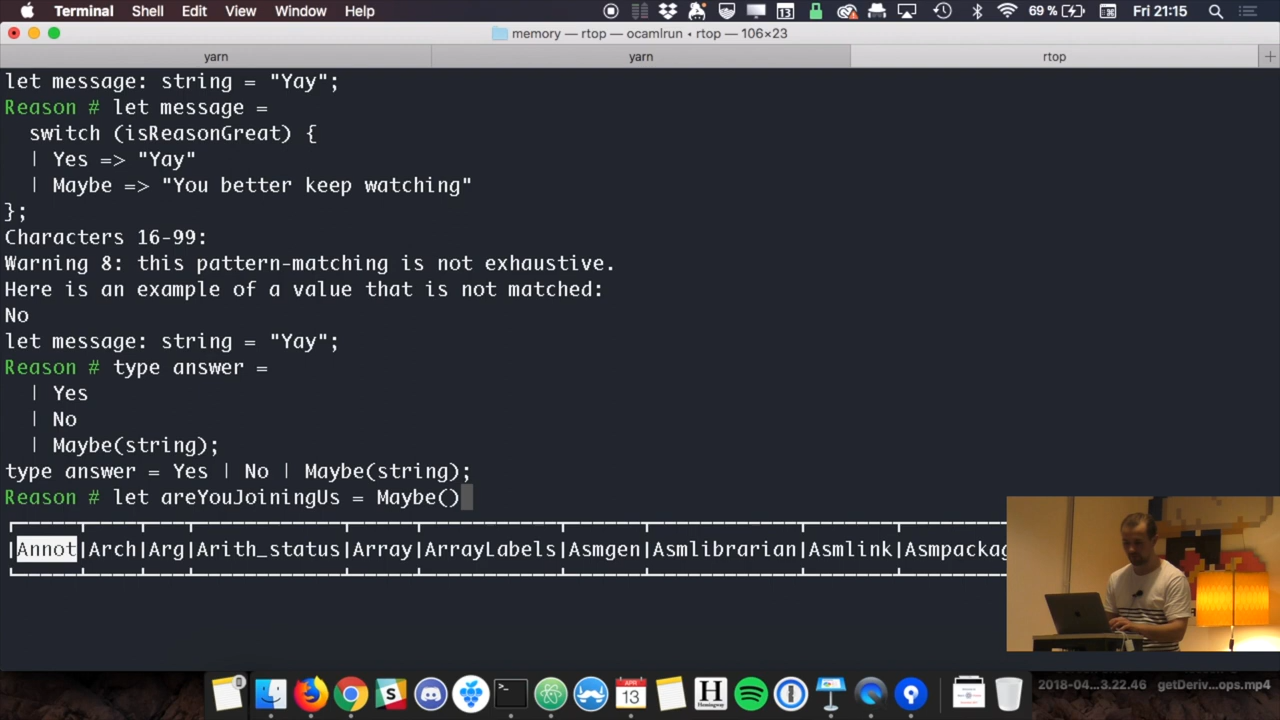 Terminal Shell Edit View Window Help 13 69 % Fri 21:15
memory — rtop ◂ ocamlrun • rtop — 106×23
yarn yarn rtop +
let message: string = "Yay";
Reason # let message =
switch (isReasonGreat) {
| Yes => "Yay"
| Maybe => "You better keep watching"
};
Characters 16-99:
Warning 8: this pattern-matching is not exhaustive.
Here is an example of a value that is not matched:
No
let message: string = "Yay";
Reason # type answer =
| Yes
| No
| Maybe(string);
type answer = Yes | No | Maybe(string);
Reason # let areYouJoiningUs = Maybe()
|Annot|Arch|Arg|Arith_status|Array|ArrayLabels|Asmgen|Asmlibrarian|Asmlink|Asmpackag
APR
13
H
Hemingway
2018-04...3.22.46 getDeriv...ops.mp4